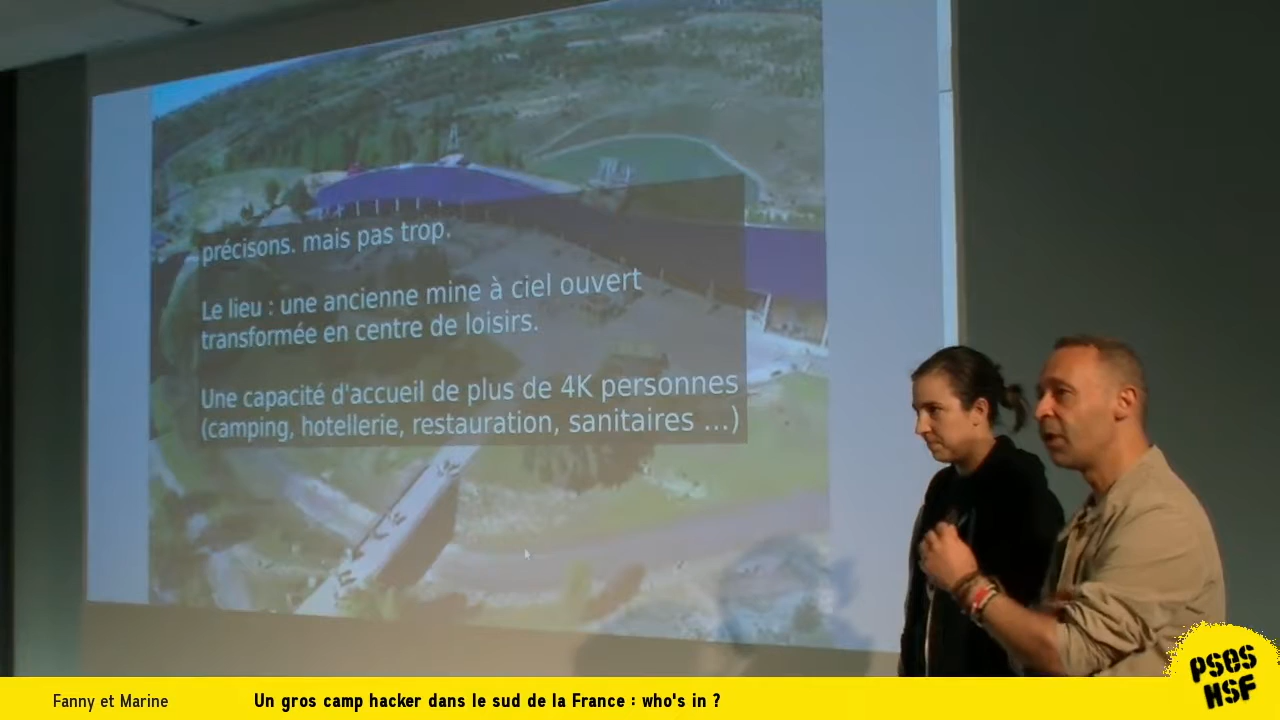 précisons. mais pas trop.
Le lieu : une ancienne mine à ciel ouvert
transformée en centre de loisirs.
Une capacité d'accueil de plus de 4K personnes
(camping, hotellerie, restauration, sanitaires ...)
PSES
HSF
Fanny et Marine
Un gros camp hacker dans le sud de la France : who's in ?